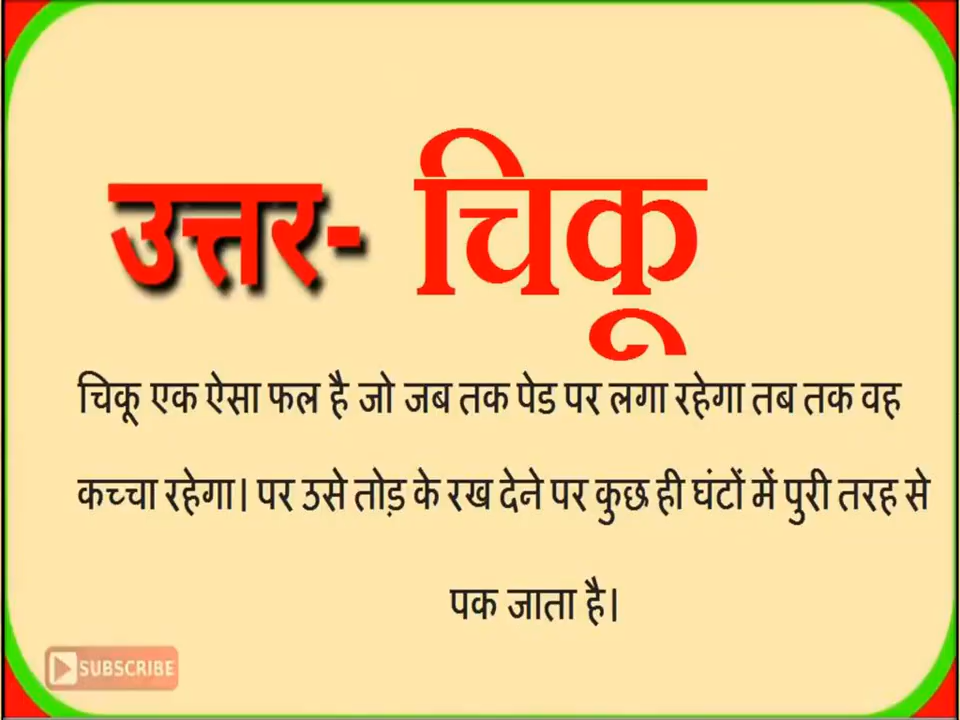 उत्तर- चिकू
चिकू एक ऐसा फल है जो जब तक पेड पर लगा रहेगा तब तक वह
कच्चा रहेगा। पर उसे तोड़ के रख देने पर कुछ ही घंटों में पुरी तरह से
पक जाता है।
SUBSCRIBE